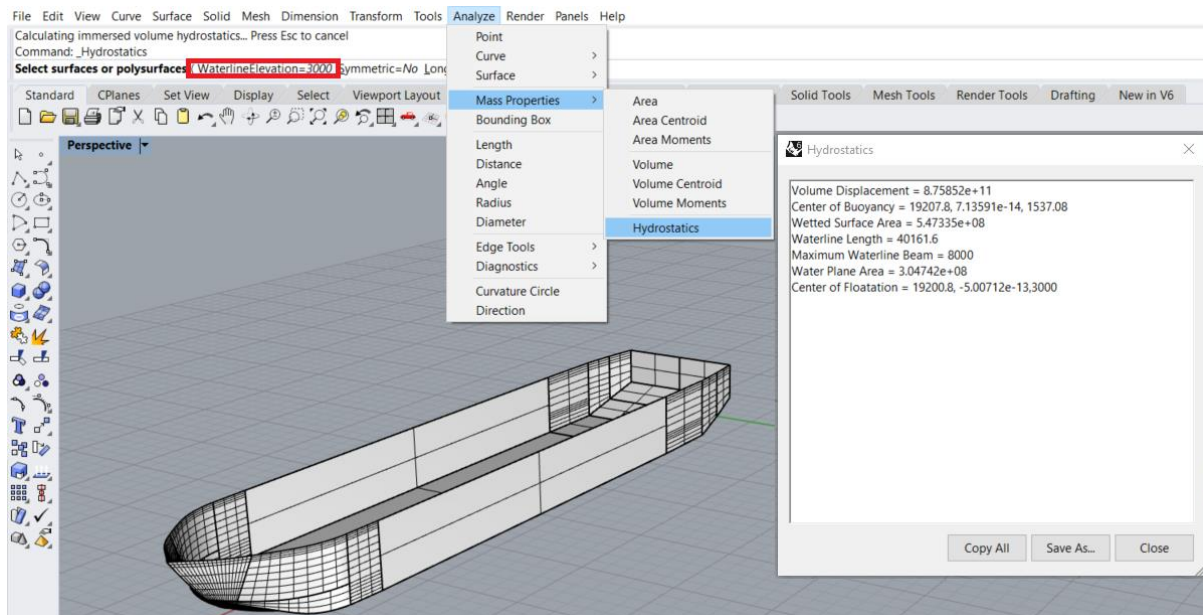 File Edit View Curve Surface Solid Mesh Dimension Transform Tools Analyze Render Panels Help
Calculating immersed volume hydrostatics... Press Esc to cancel
Command: _Hydrostatics
Select surfaces or polysurfaces ( WaterlineElevation=3000 Symmetric=No Long
Standard CPlanes Set View Display Select Viewport Layout Solid Tools Mesh Tools Render Tools Drafting New in V6
Perspective
Point
Curve
Surface
Mass Properties
Bounding Box
Length
Distance
Angle
Radius
Diameter
Edge Tools
Diagnostics
Curvature Circle
Direction
Area
Area Centroid
Area Moments
Volume
Volume Centroid
Volume Moments
Hydrostatics
Hydrostatics
Volume Displacement = 8.75852e+11
Center of Buoyancy = 19207.8, 7.13591e-14, 1537.08
Wetted Surface Area = 5.47335e+08
Waterline Length = 40161.6
Maximum Waterline Beam = 8000
Water Plane Area = 3.04742e+08
Center of Floatation = 19200.8, -5.00712e-13,3000
Copy All Save As... Close